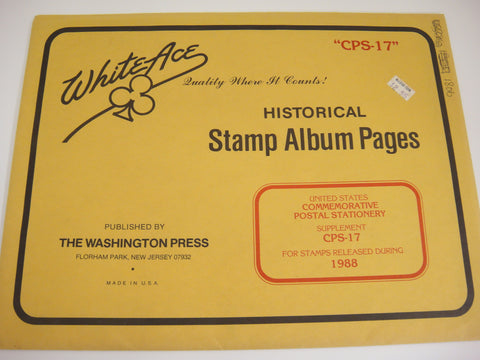 "CPS-17"
White Ace
Quality Where It Counts!
HISTORICAL
Stamp Album Pages
PUBLISHED BY
THE WASHINGTON PRESS
FLORHAM PARK, NEW JERSEY 07932
MADE IN U.S.A.
UNITED STATES
COMMEMORATIVE
POSTAL STATIONERY
SUPPLEMENT
CPS-17
FOR STAMPS RELEASED DURING
1988